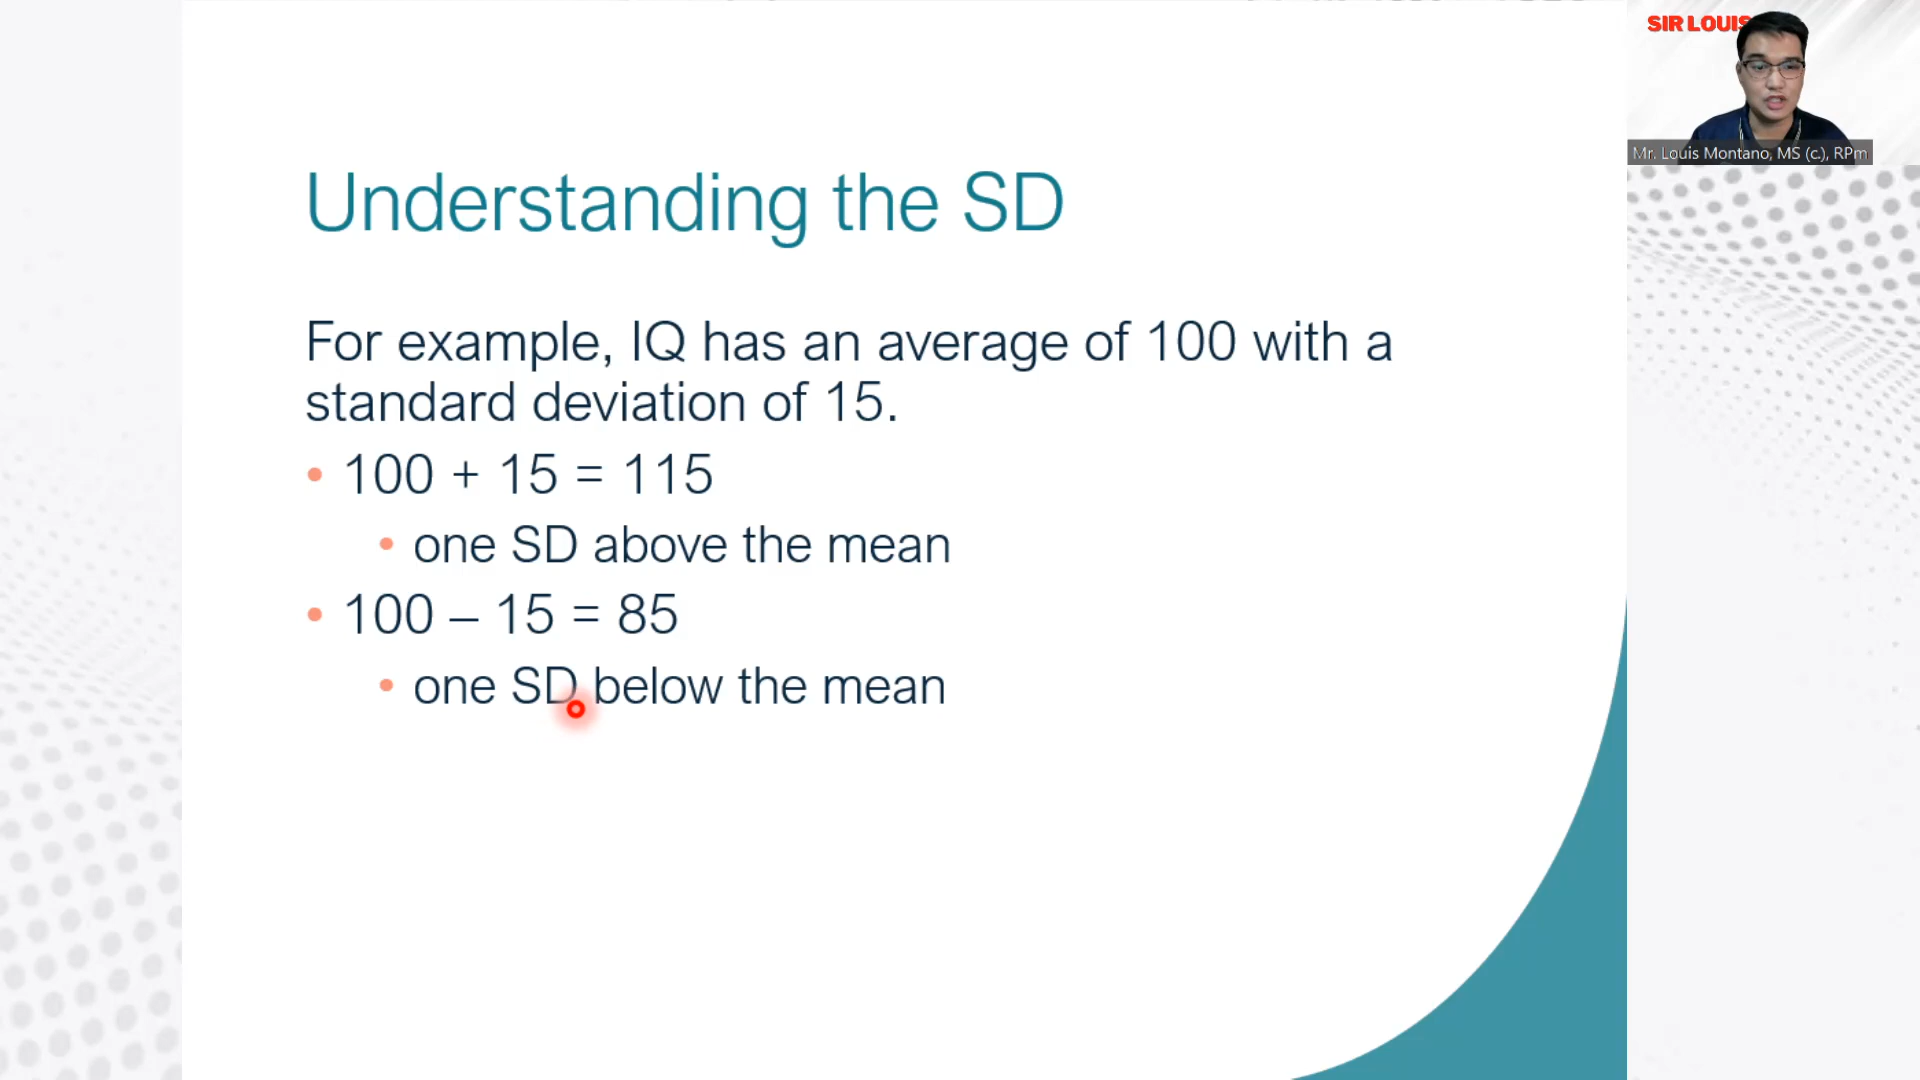 SIR LOUIS
Mr. Louis Montano, MS (c.), RPm
Understanding the SD
For example, IQ has an average of 100 with a
standard deviation of 15.
• 100 + 15 = 115
• one SD above the mean
• 100 – 15 = 85
• one SD below the mean